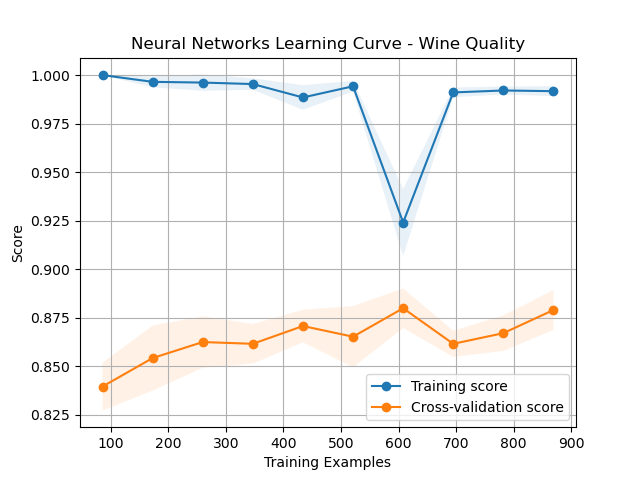 Neural Networks Learning Curve - Wine Quality
Score
1.000
0.975
0.950
0.925
0.900
0.875
0.850
0.825
Training score
Cross-validation score
100 200 300 400 500 600 700 800 900
Training Examples